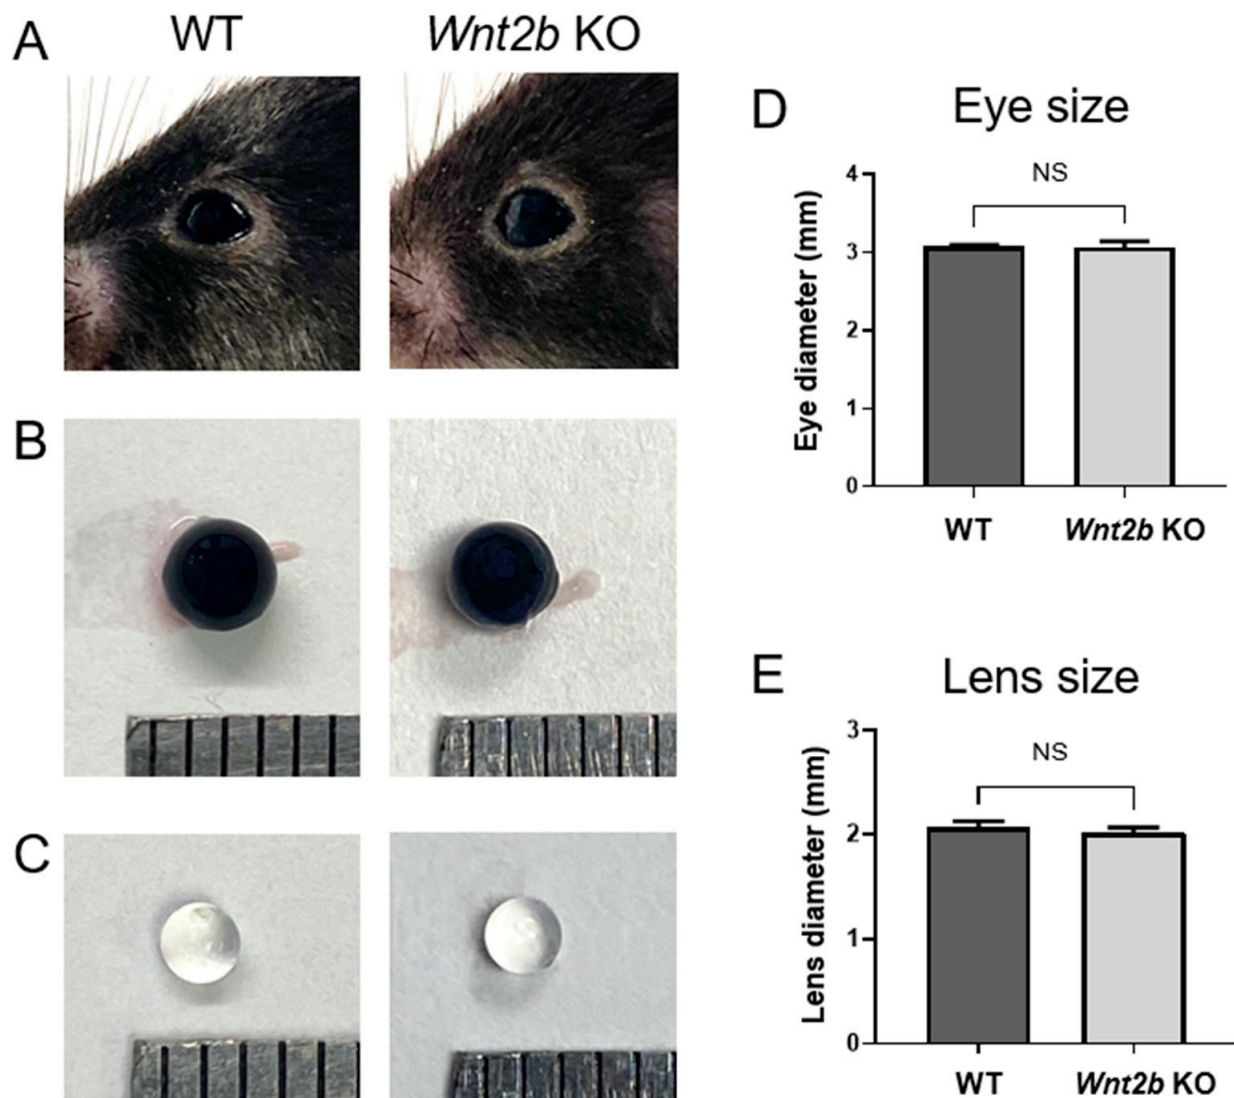 A
WT
Wnt2b KO
B
C
D
Eye size
NS
Eye diameter (mm)
4
3
2
1
0
WT
Wnt2b KO
E
Lens size
NS
Lens diameter (mm)
3
2
1
0
WT
Wnt2b KO